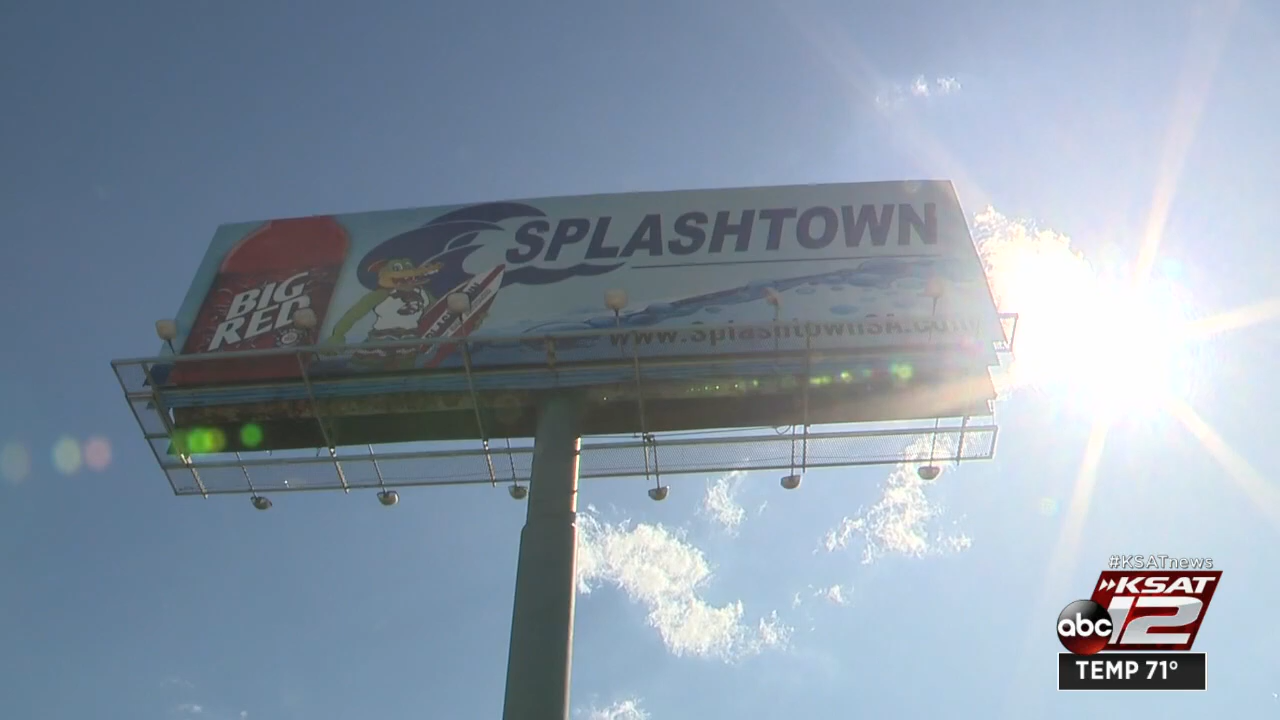 SPLASHTOWN
BIG
RED
www.SplashtownSA.com
#KSATnews
KSAT
abc 12
TEMP 71°